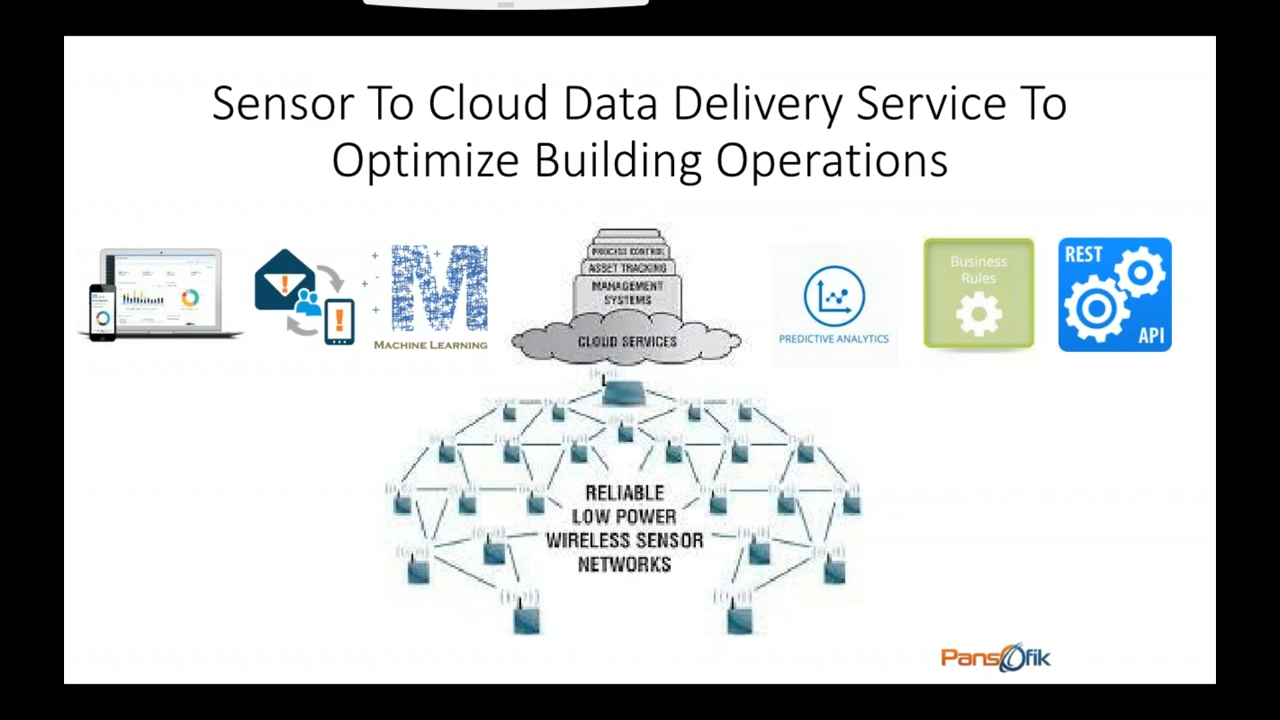 Sensor To Cloud Data Delivery Service To
Optimize Building Operations
MACHINE LEARNING
PROCESS CONTROL
ASSET TRACKING
MANAGEMENT
SYSTEMS
CLOUD SERVICES
PREDICTIVE ANALYTICS
Business
Rules
REST
API
RELIABLE
LOW POWER
WIRELESS SENSOR
NETWORKS
PansOfik